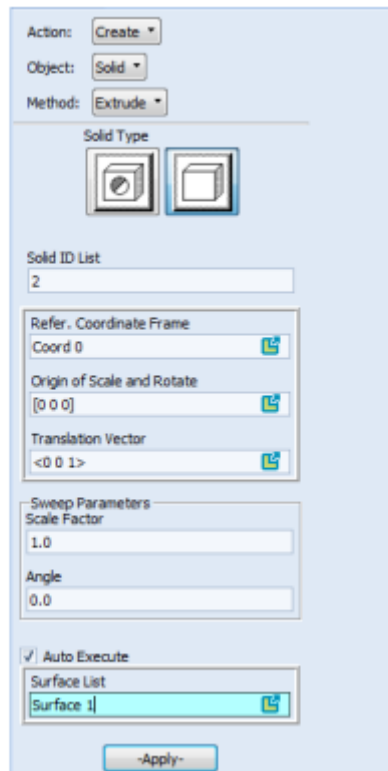 Action: Create
Object: Solid
Method: Extrude
Solid Type
Solid ID List
2
Refer. Coordinate Frame
Coord 0
Origin of Scale and Rotate
[0 0 0]
Translation Vector
<0 0 1>
Sweep Parameters
Scale Factor
1.0
Angle
0.0
Auto Execute
Surface List
Surface 1
-Apply-